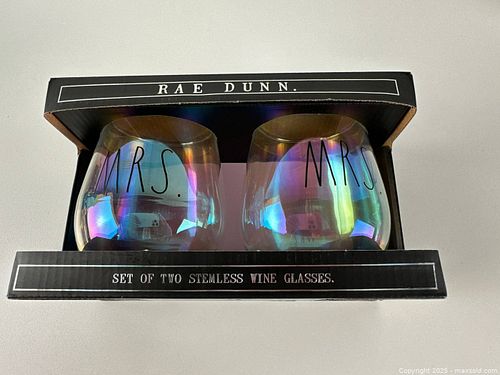 RAE DUNN.
MRS.
MRS.
SET OF TWO STEMLESS WINE GLASSES.
Copyright 2025 - maxsold.com